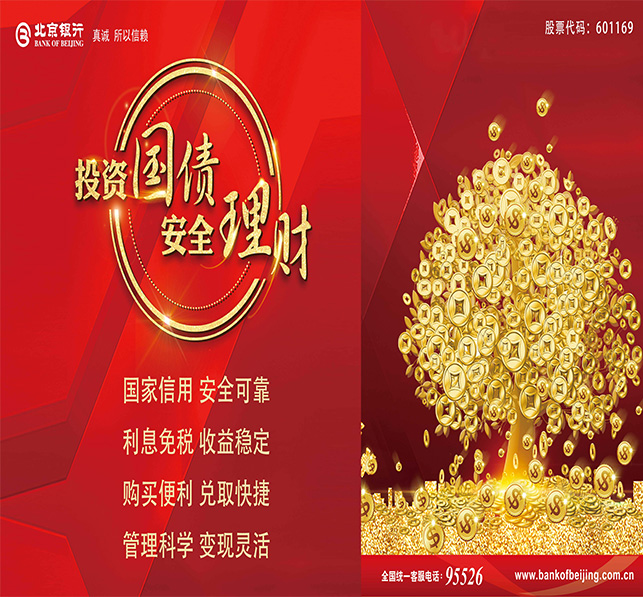 北京银行
BANK OF BEIJING
真诚 所以信赖
股票代码：601169
投资国债
安全理财
国家信用 安全可靠
利息免税 收益稳定
购买便利 兑取快捷
管理科学 变现灵活
全国统一客服电话：95526
www.bankofbeijing.com.cn